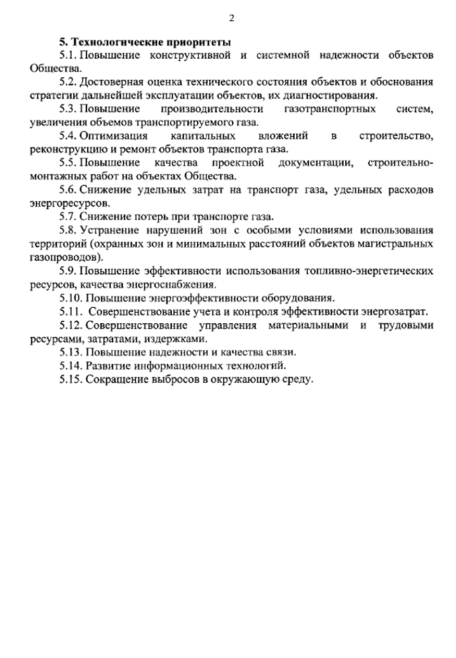 2
5. Технологические приоритеты
5.1. Повышение конструктивной и системной надежности объектов
Общества.
5.2. Достоверная оценка технического состояния объектов и обоснования
стратегии дальнейшей эксплуатации объектов, их диагностирования.
5.3. Повышение производительности газотранспортных систем,
увеличения объемов транспортируемого газа.
5.4. Оптимизация капитальных вложений в строительство,
реконструкцию и ремонт объектов транспорта газа.
5.5. Повышение качества проектной документации, строительно-
монтажных работ на объектах Общества.
5.6. Снижение удельных затрат на транспорт газа, удельных расходов
энергоресурсов.
5.7. Снижение потерь при транспорте газа.
5.8. Устранение нарушений зон с особыми условиями использования
территорий (охранных зон и минимальных расстояний объектов магистральных
газопроводов).
5.9. Повышение эффективности использования топливно-энергетических
ресурсов, качества энергоснабжения.
5.10. Повышение энергоэффективности оборудования.
5.11. Совершенствование учета и контроля эффективности энергозатрат.
5.12. Совершенствование управления материальными и трудовыми
ресурсами, затратами, издержками.
5.13. Повышение надежности и качества связи.
5.14. Развитие информационных технологий.
5.15. Сокращение выбросов в окружающую среду.